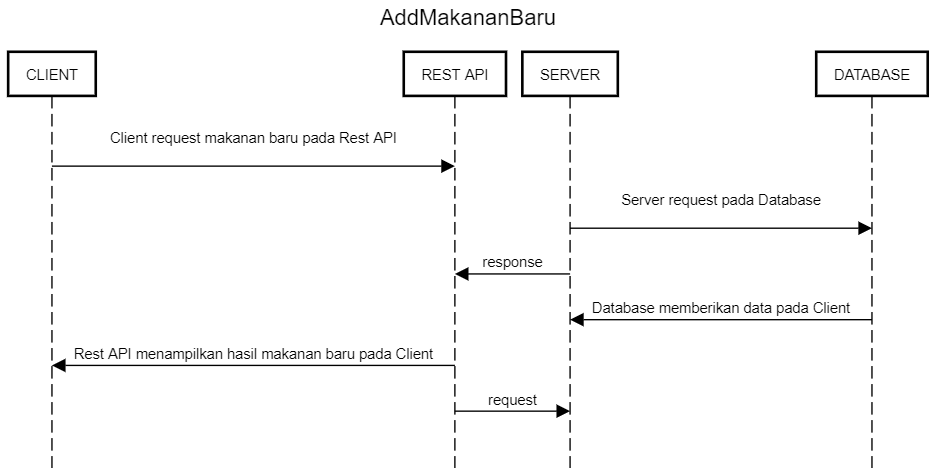 AddMakananBaru
CLIENT
REST API
SERVER
DATABASE
Client request makanan baru pada Rest API
Server request pada Database
response
Database memberikan data pada Client
Rest API menampilkan hasil makanan baru pada Client
request